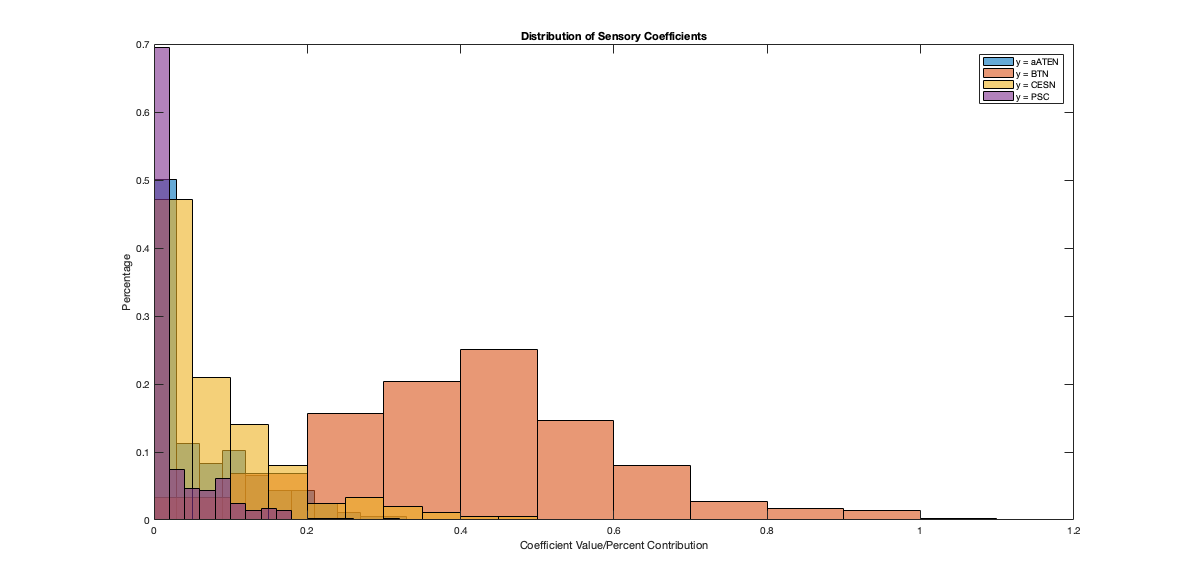 Distribution of Sensory Coefficients
y = aATEN
y = BTN
y = CESN
y = PSC
Percentage
0.7
0.6
0.5
0.4
0.3
0.2
0.1
0
0
0.2
0.4
0.6
0.8
1
1.2
Coefficient Value/Percent Contribution